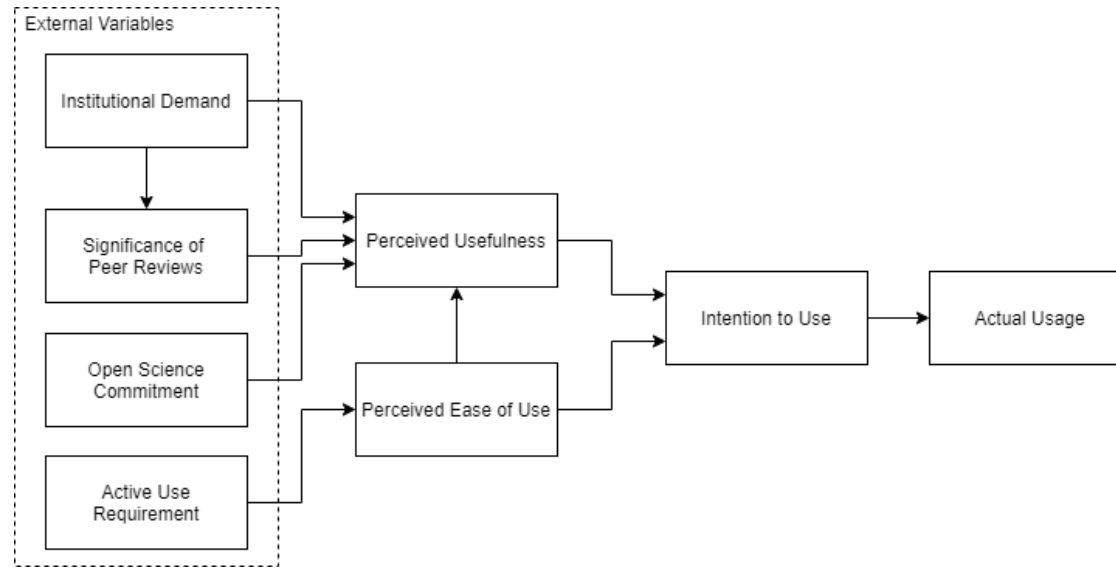 External Variables
Institutional Demand
Significance of
Peer Reviews
Open Science
Commitment
Active Use
Requirement
Perceived Usefulness
Perceived Ease of Use
Intention to Use
Actual Usage